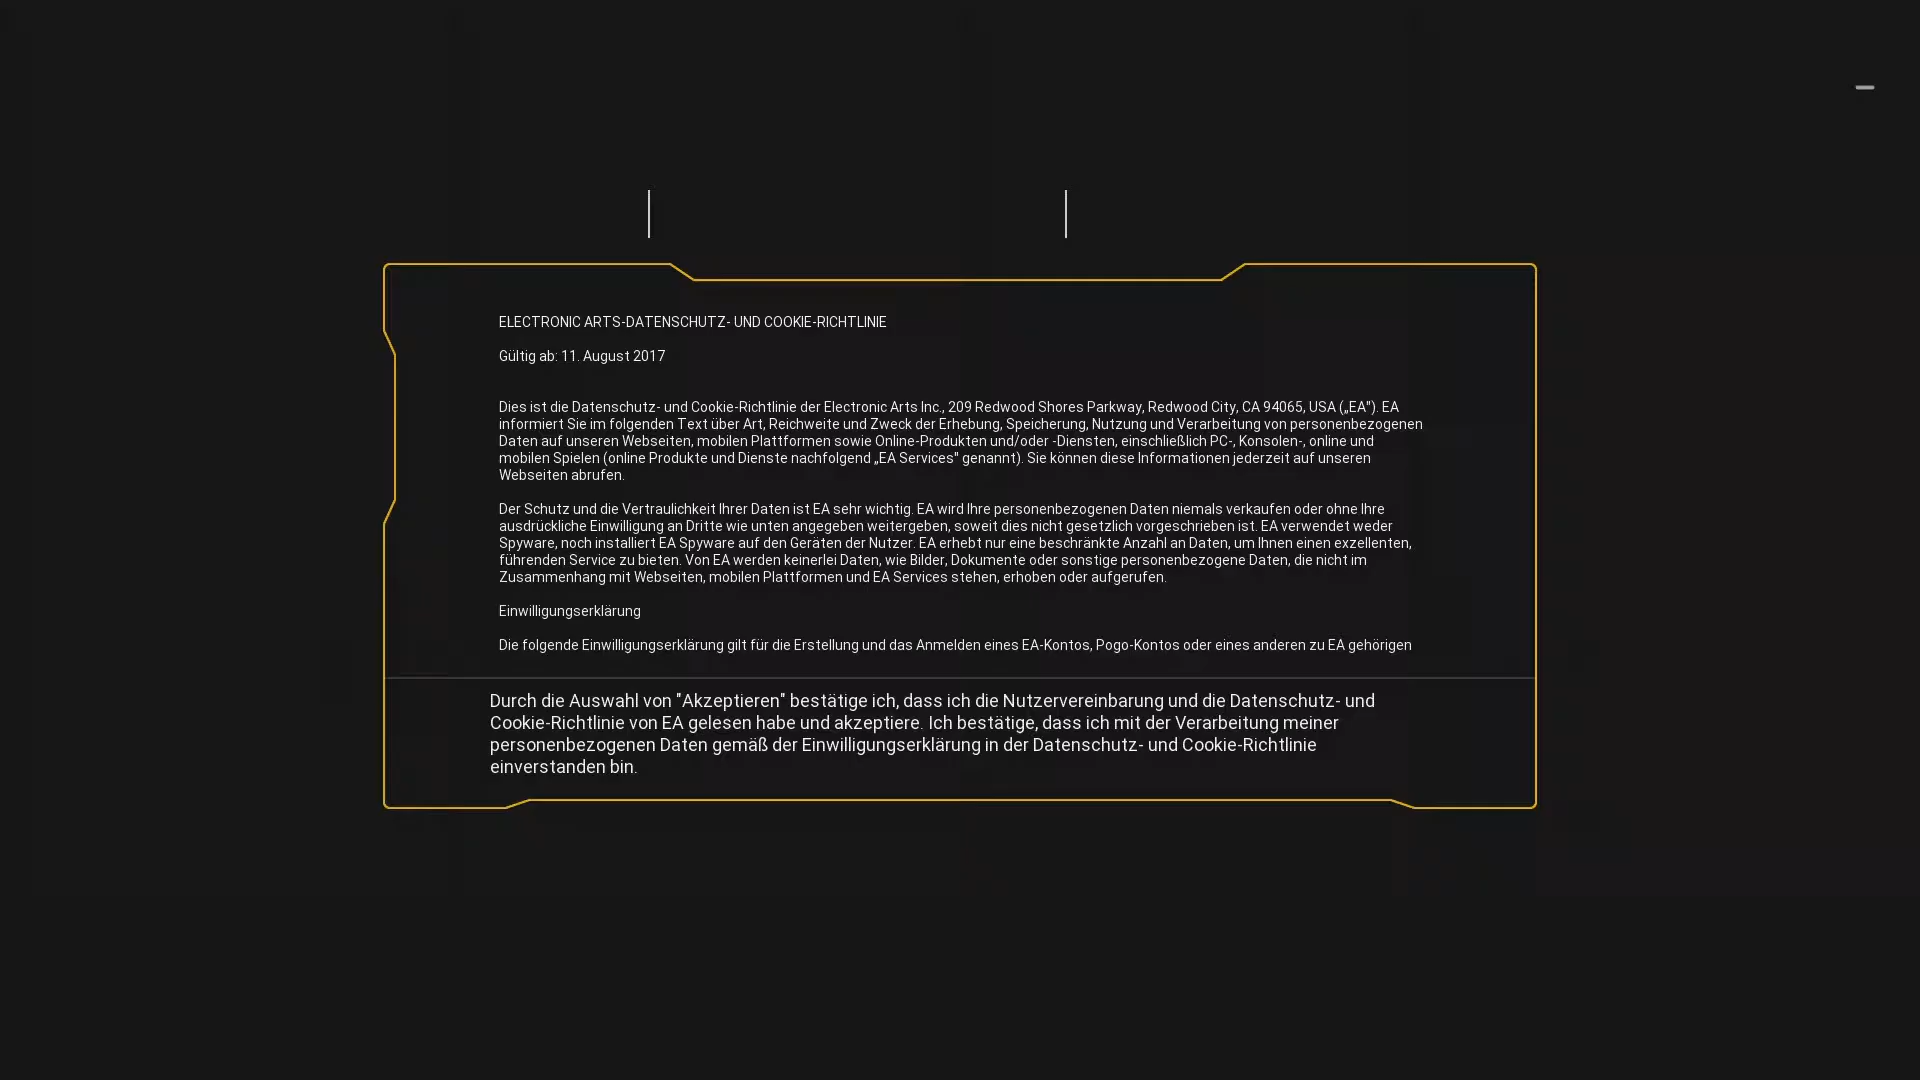 ELECTRONIC ARTS-DATENSCHUTZ- UND COOKIE-RICHTLINIE
Gültig ab: 11. August 2017
Dies ist die Datenschutz- und Cookie-Richtlinie der Electronic Arts Inc., 209 Redwood Shores Parkway, Redwood City, CA 94065, USA („EA"). EA
informiert Sie im folgenden Text über Art, Reichweite und Zweck der Erhebung, Speicherung, Nutzung und Verarbeitung von personenbezogenen
Daten auf unseren Webseiten, mobilen Plattformen sowie Online-Produkten und/oder -Diensten, einschließlich PC-, Konsolen-, online und
mobilen Spielen (online Produkte und Dienste nachfolgend „EA Services" genannt). Sie können diese Informationen jederzeit auf unseren
Webseiten abrufen.
Der Schutz und die Vertraulichkeit Ihrer Daten ist EA sehr wichtig. EA wird Ihre personenbezogenen Daten niemals verkaufen oder ohne Ihre
ausdrückliche Einwilligung an Dritte wie unten angegeben weitergeben, soweit dies nicht gesetzlich vorgeschrieben ist. EA verwendet weder
Spyware, noch installiert EA Spyware auf den Geräten der Nutzer. EA erhebt nur eine beschränkte Anzahl an Daten, um Ihnen einen exzellenten,
führenden Service zu bieten. Von EA werden keinerlei Daten, wie Bilder, Dokumente oder sonstige personenbezogene Daten, die nicht im
Zusammenhang mit Webseiten, mobilen Plattformen und EA Services stehen, erhoben oder aufgerufen.
Einwilligungserklärung
Die folgende Einwilligungserklärung gilt für die Erstellung und das Anmelden eines EA-Kontos, Pogo-Kontos oder eines anderen zu EA gehörigen
Durch die Auswahl von "Akzeptieren" bestätige ich, dass ich die Nutzervereinbarung und die Datenschutz- und
Cookie-Richtlinie von EA gelesen habe und akzeptiere. Ich bestätige, dass ich mit der Verarbeitung meiner
personenbezogenen Daten gemäß der Einwilligungserklärung in der Datenschutz- und Cookie-Richtlinie
einverstanden bin.